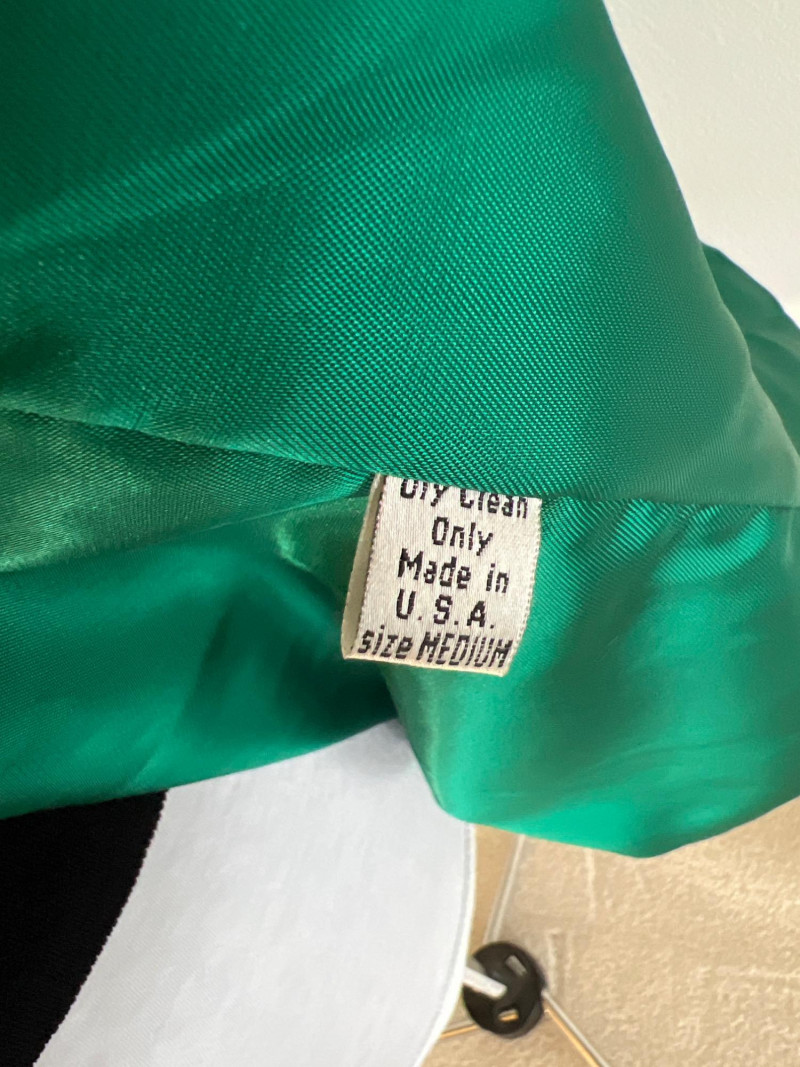 Dry Clean
Only
Made in
U.S.A.
size MEDIUM